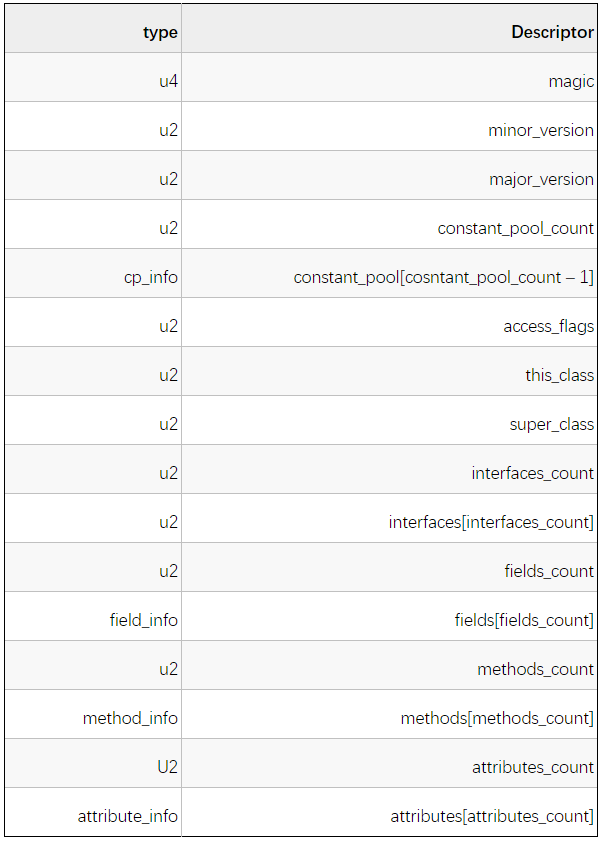 type Descriptor
u4 magic
u2 minor_version
u2 major_version
u2 constant_pool_count
cp_info constant_pool[cosntant_pool_count – 1]
u2 access_flags
u2 this_class
u2 super_class
u2 interfaces_count
u2 interfaces[interfaces_count]
u2 fields_count
field_info fields[fields_count]
u2 methods_count
method_info methods[methods_count]
U2 attributes_count
attribute_info attributes[attributes_count]